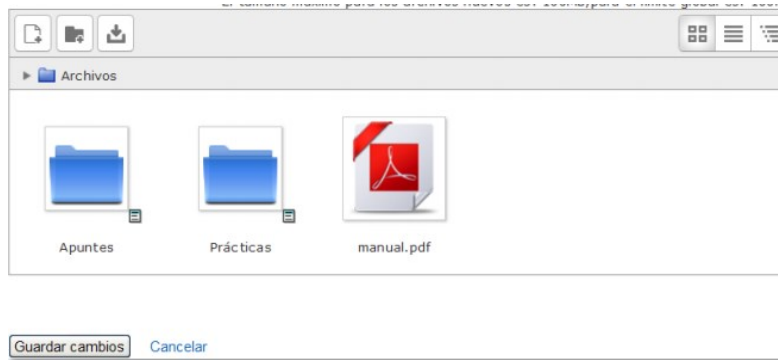 Archivos
Apuntes
Prácticas
manual.pdf
Guardar cambios Cancelar